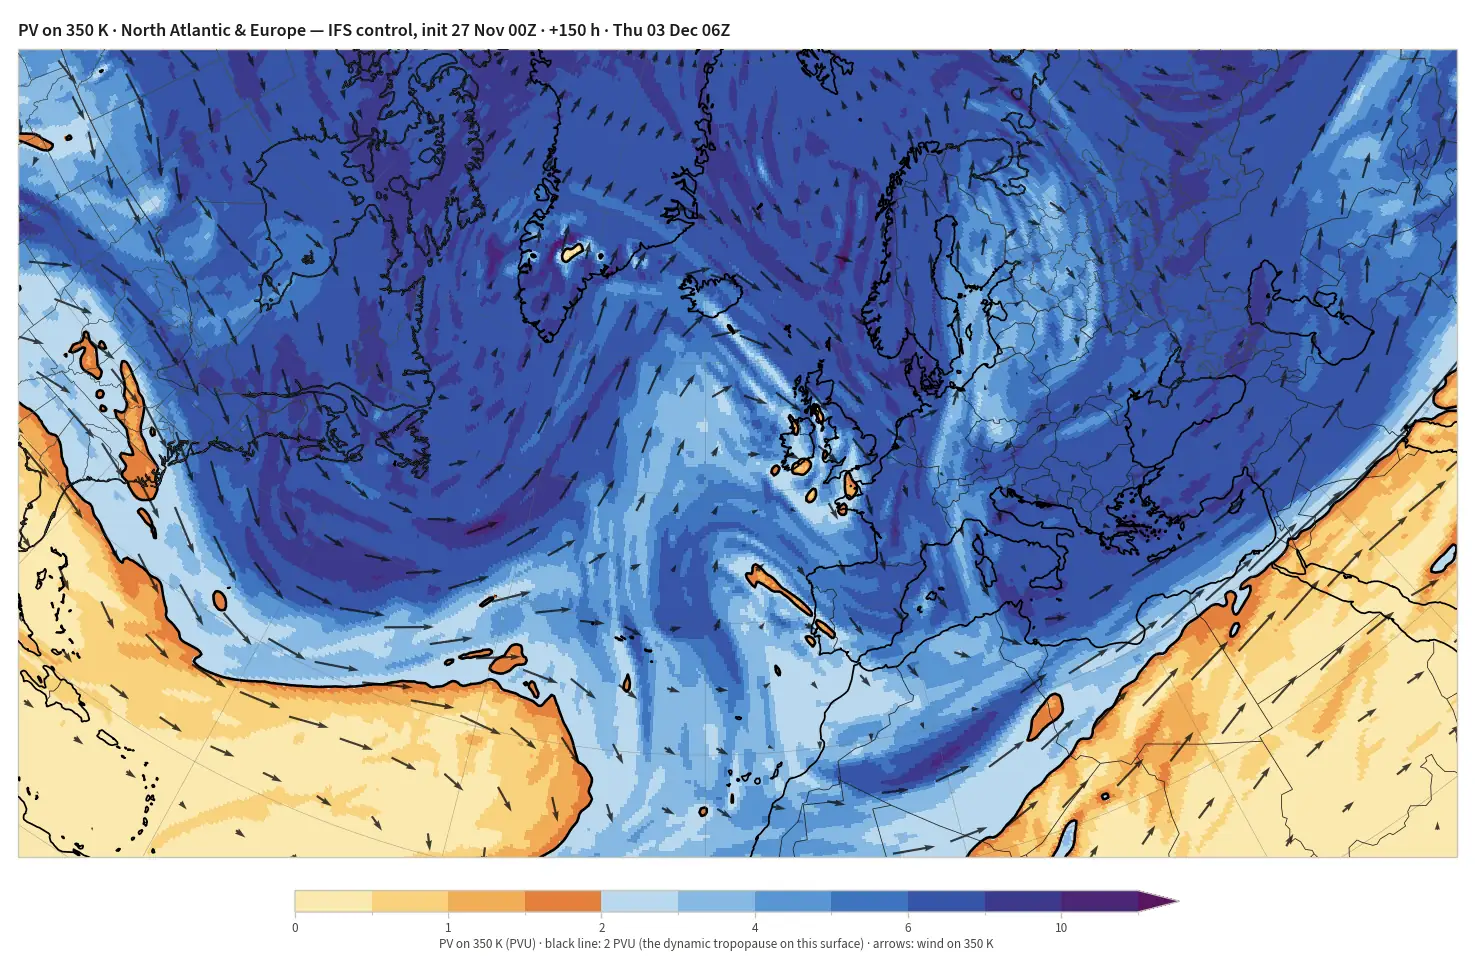 PV on 350 K · North Atlantic & Europe — IFS control, init 27 Nov 00Z · +150 h · Thu 03 Dec 06Z
0 1 2 4 6 10
PV on 350 K (PVU) · black line: 2 PVU (the dynamic tropopause on this surface) · arrows: wind on 350 K